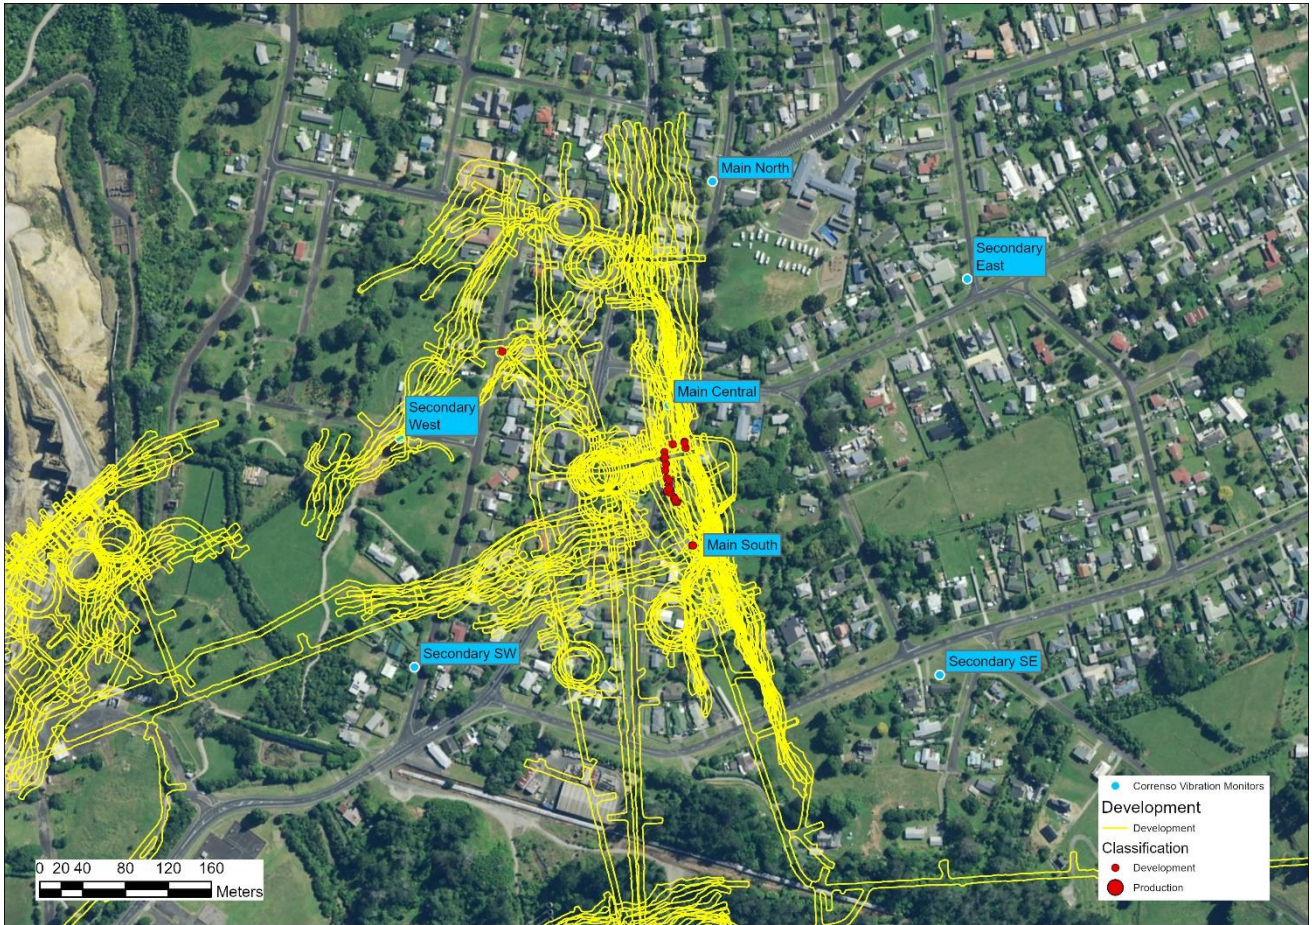 Main North
Secondary
East
Main Central
Secondary
West
Main South
Secondary SW
Secondary SE
Correnso Vibration Monitors
Development
Development
Classification
Development
Production
0 20 40 80 120 160
Meters